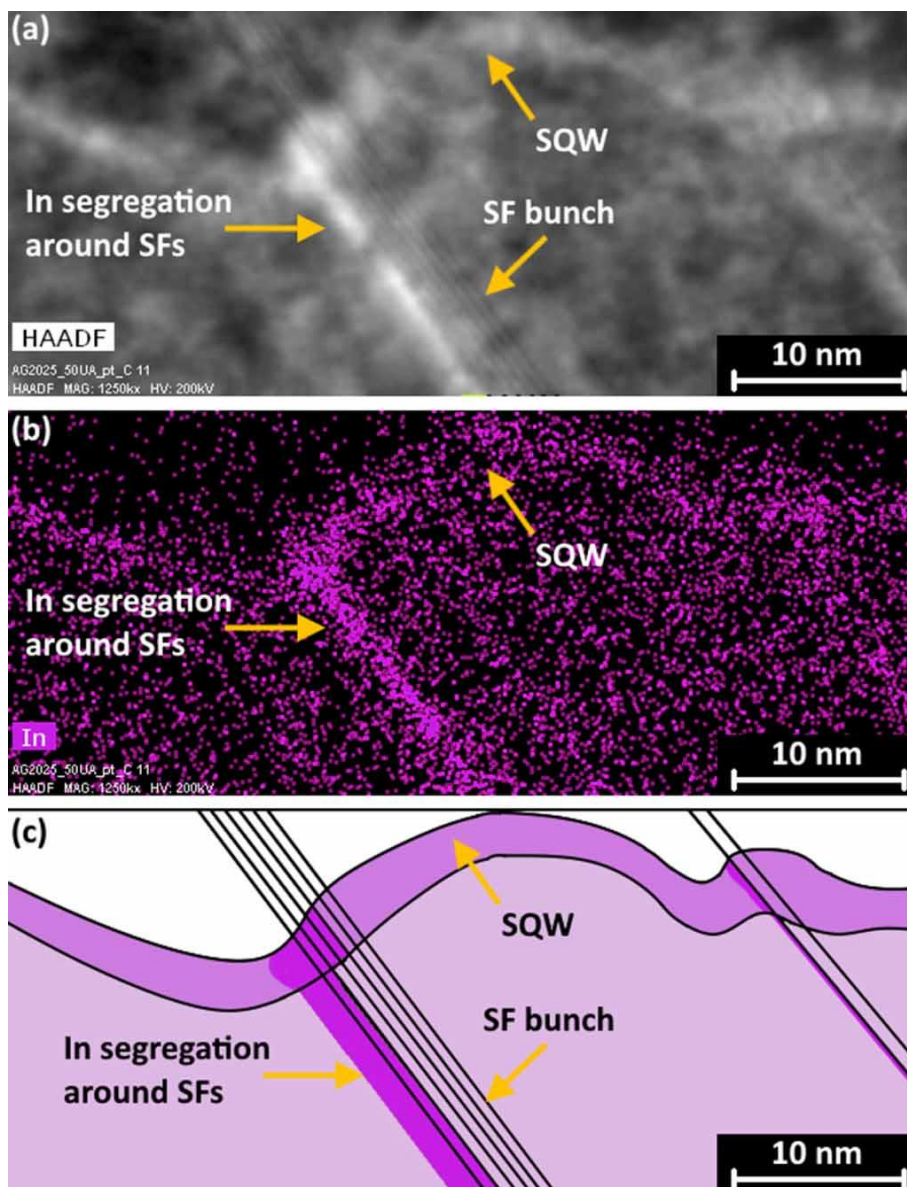 (a)
SQW
In segregation
around SFs
SF bunch
HAADF
AG2025_50UA_pt_C 11
HAADF MAG: 1250kx HV: 200kV
10 nm
(b)
SQW
In segregation
around SFs
In
AG2025_50UA_pt_C 11
HAADF MAG: 1250kx HV: 200kV
10 nm
(c)
SQW
SF bunch
In segregation
around SFs
10 nm